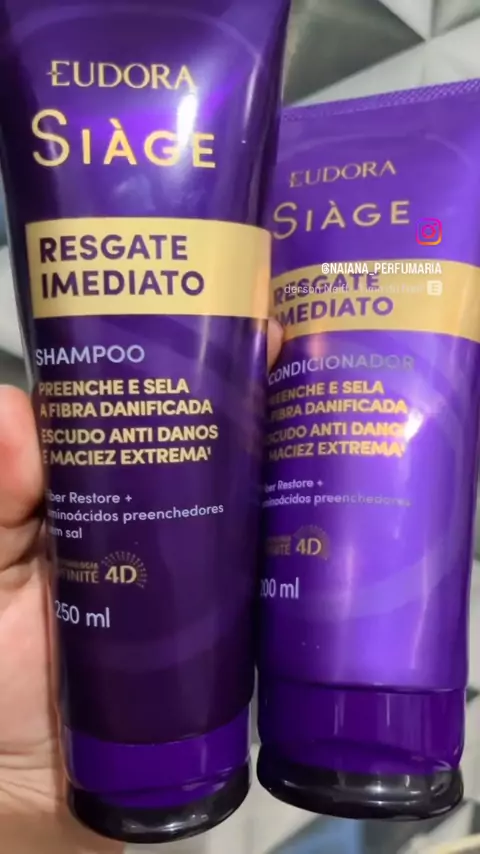 EUDORA
SIÀGE
RESGATE
IMEDIATO
SHAMPOO
PREENCHE E SELA
A FIBRA DANIFICADA
ESCUDO ANTI DANOS
E MACIEZ EXTREMA¹
Restore +
preenchedores
sal
4D
250 ml
EUDORA
SIÀGE
@NAIANA_PERFUMARIA
RESGATE
IMEDIATO
CONDICIONADOR
PREENCHE E SELA
FIBRA DANIFICADA
ESCUDO ANTI DANOS
MACIEZ EXTREMA¹
Restore +
preenchedores
4D
200 ml